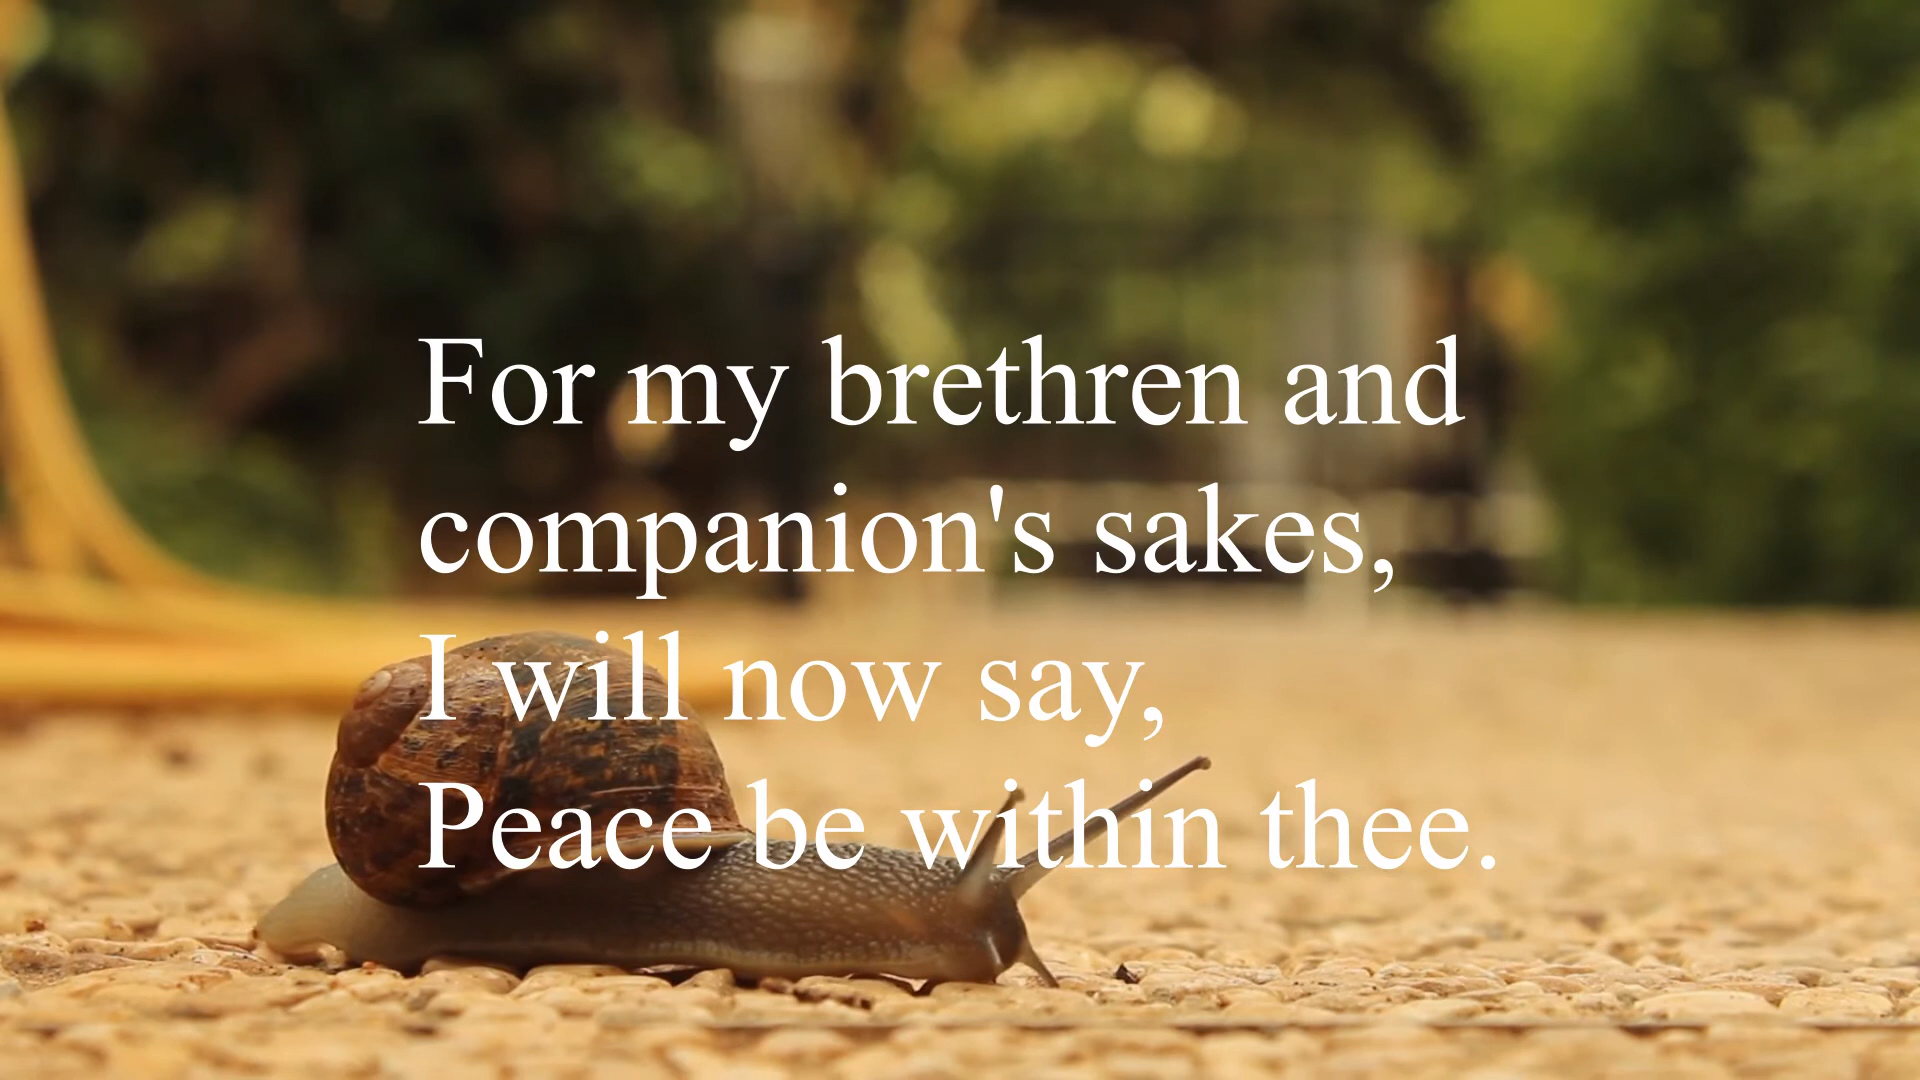 For my brethren and
companion's sakes,
I will now say,
Peace be within thee.